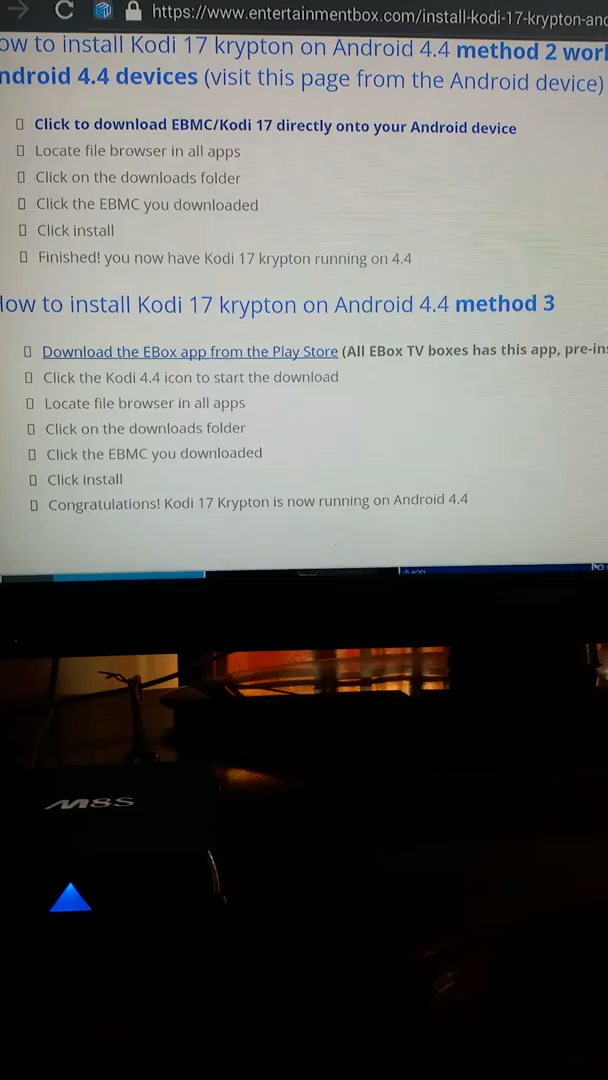 https://www.entertainmentbox.com/install-kodi-17-krypton-and
ow to install Kodi 17 krypton on Android 4.4 method 2 worl
ndroid 4.4 devices (visit this page from the Android device)
Click to download EBMC/Kodi 17 directly onto your Android device
Locate file browser in all apps
Click on the downloads folder
Click the EBMC you downloaded
Click install
Finished! you now have Kodi 17 krypton running on 4.4
How to install Kodi 17 krypton on Android 4.4 method 3
Download the EBox app from the Play Store (All EBox TV boxes has this app, pre-ins
Click the Kodi 4.4 icon to start the download
Locate file browser in all apps
Click on the downloads folder
Click the EBMC you downloaded
Click install
Congratulations! Kodi 17 Krypton is now running on Android 4.4
M8S